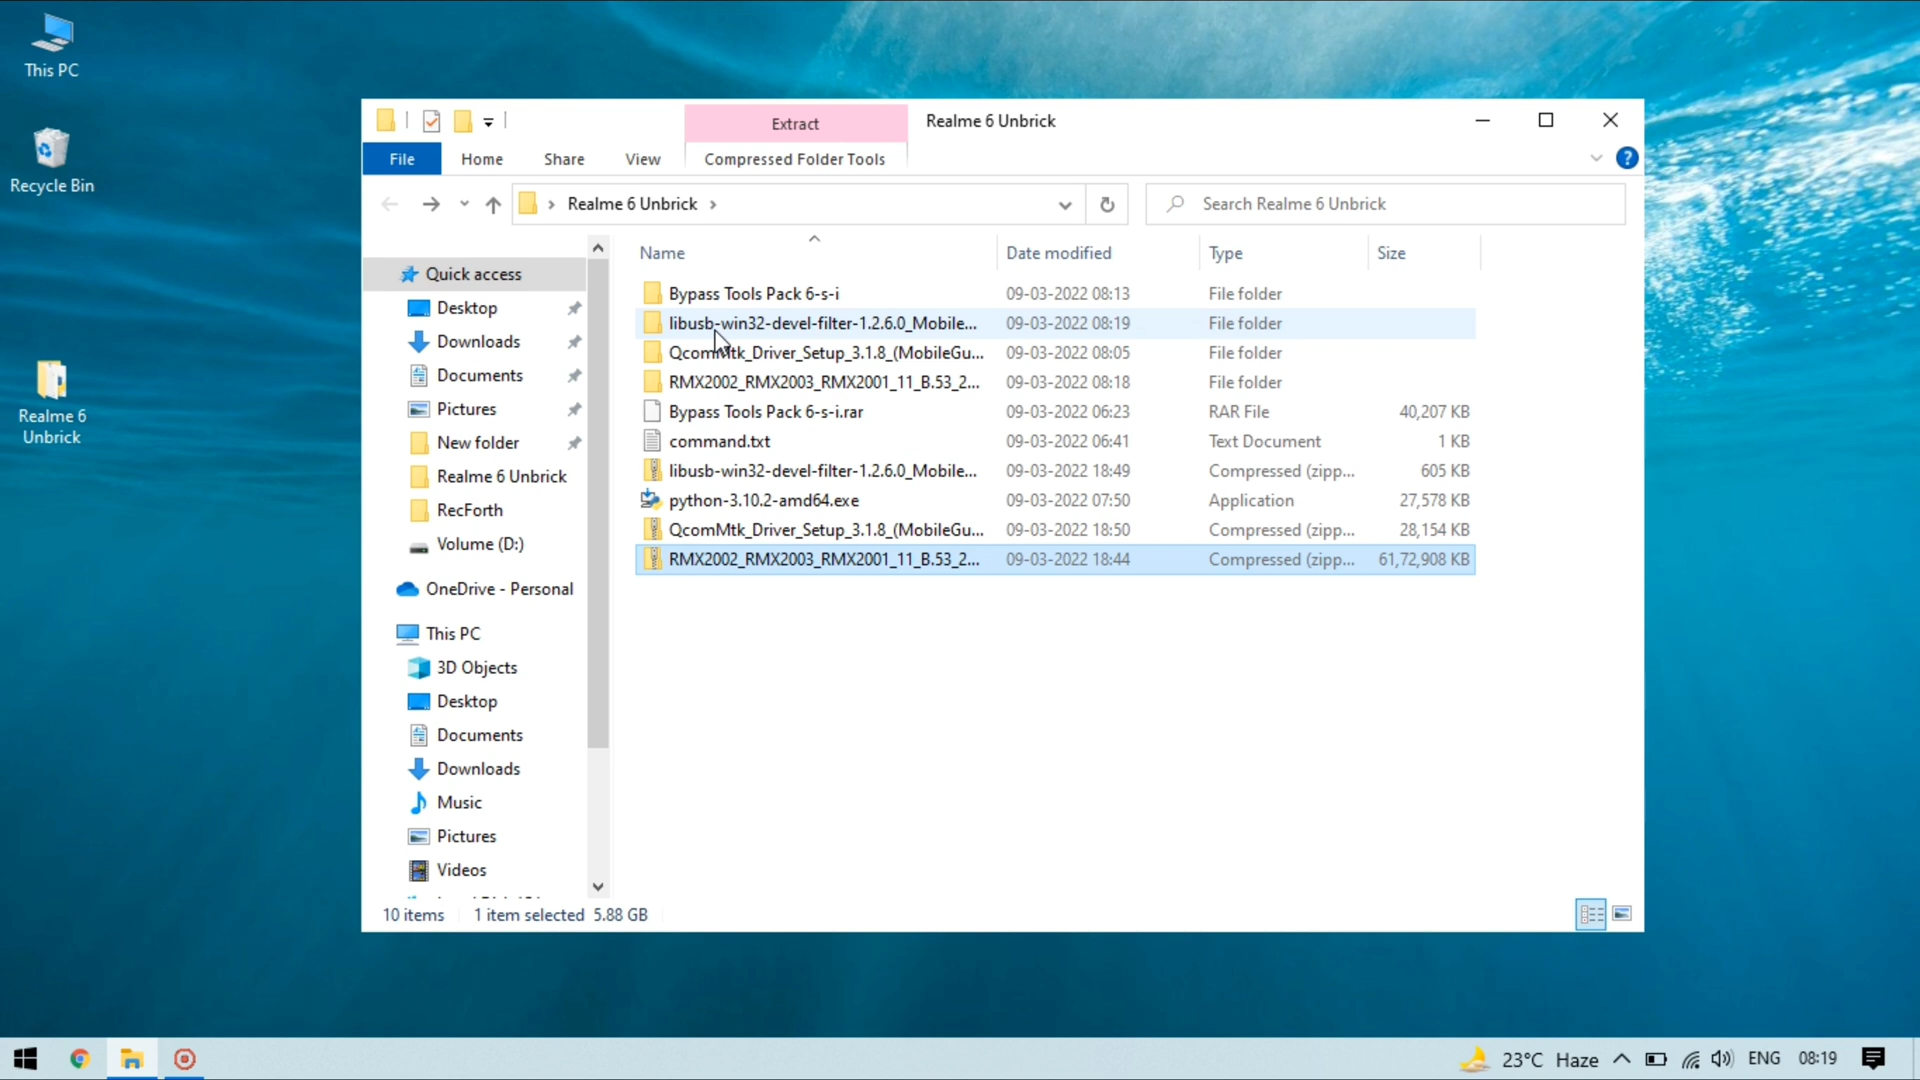 This PC
Recycle Bin
Realme 6
Unbrick
Extract
Realme 6 Unbrick
File
Home
Share
View
Compressed Folder Tools
?
Realme 6 Unbrick
Search Realme 6 Unbrick
Quick access
Desktop
Downloads
Documents
Pictures
New folder
Realme 6 Unbrick
RecForth
Volume (D:)
OneDrive - Personal
This PC
3D Objects
Desktop
Documents
Downloads
Music
Pictures
Videos
Name Date modified Type Size
Bypass Tools Pack 6-s-i 09-03-2022 08:13 File folder
libusb-win32-devel-filter-1.2.6.0_Mobile... 09-03-2022 08:19 File folder
QcomMtk_Driver_Setup_3.1.8_(MobileGu... 09-03-2022 08:05 File folder
RMX2002_RMX2003_RMX2001_11_B.53_2... 09-03-2022 08:18 File folder
Bypass Tools Pack 6-s-i.rar 09-03-2022 06:23 RAR File 40,207 KB
command.txt 09-03-2022 06:41 Text Document 1 KB
libusb-win32-devel-filter-1.2.6.0_Mobile... 09-03-2022 18:49 Compressed (zipp... 605 KB
python-3.10.2-amd64.exe 09-03-2022 07:50 Application 27,578 KB
QcomMtk_Driver_Setup_3.1.8_(MobileGu... 09-03-2022 18:50 Compressed (zipp... 28,154 KB
RMX2002_RMX2003_RMX2001_11_B.53_2... 09-03-2022 18:44 Compressed (zipp... 61,72,908 KB
10 items 1 item selected 5.88 GB
23°C Haze ENG 08:19